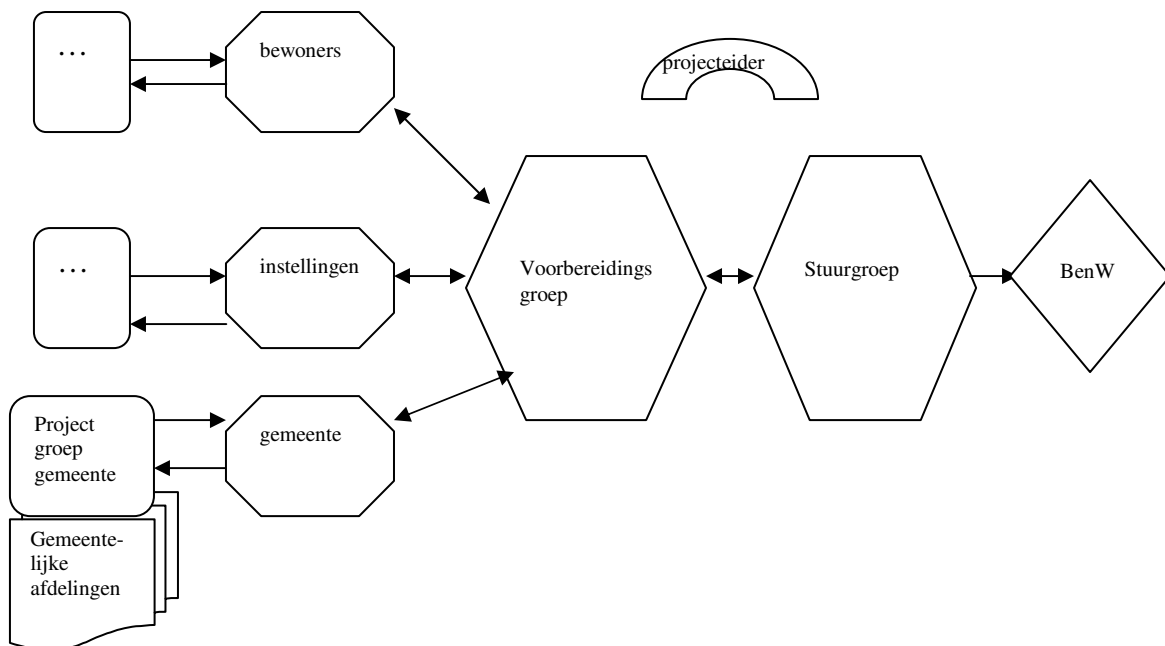 ...
bewoners
projecteider
...
instellingen
Voorbereidings
groep
Stuurgroep
BenW
Project
groep
gemeente
gemeente
Gemeente-
lijke
afdelingen